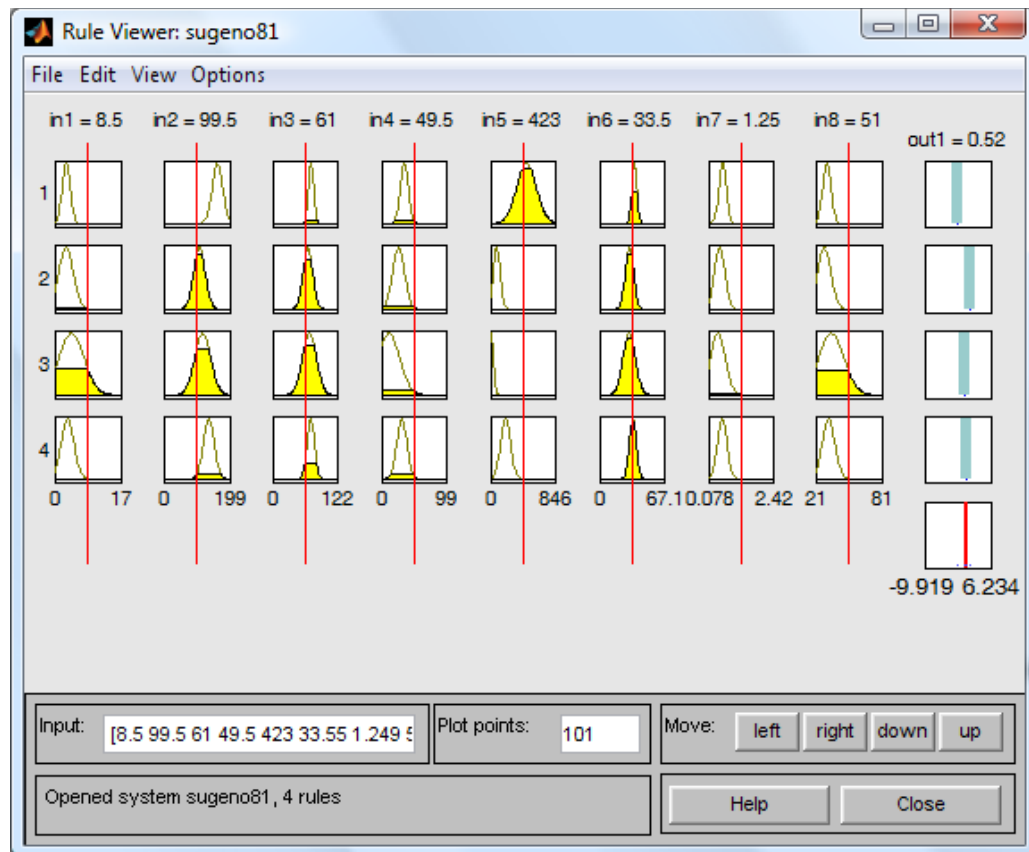 Rule Viewer: sugeno81
File Edit View Options
in1 = 8.5 in2 = 99.5 in3 = 61 in4 = 49.5 in5 = 423 in6 = 33.5 in7 = 1.25 in8 = 51
out1 = 0.52
1
2
3
4
0 17 0 199 0 122 0 99 0 846 0 67.1 0.078 2.42 21 81
-9.919 6.234
Input: [8.5 99.5 61 49.5 423 33.55 1.249 5 Plot points: 101 Move: left right down up
Opened system sugeno81, 4 rules Help Close